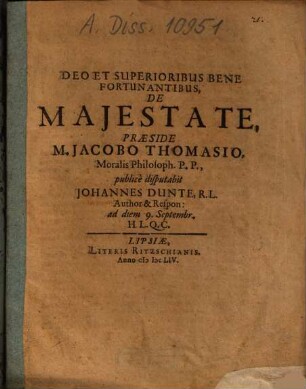 A. Diss. 10951
DEO ET SUPERIORIBUS BENE
FORTUNANTIBUS,
DE
MAJESTATE,
PRÆSIDE
M. JACOBO THOMASIO,
Moralis Philosoph. P. P.,
publicè disputabit
JOHANNES DUNTE, R. L.
Author & Respon:
ad diem 9. Septembr.
H. L. Q. C.
LIPSIÆ,
LITERIS RITZSCHIANIS.
Anno cIɔ Iɔc LIV.